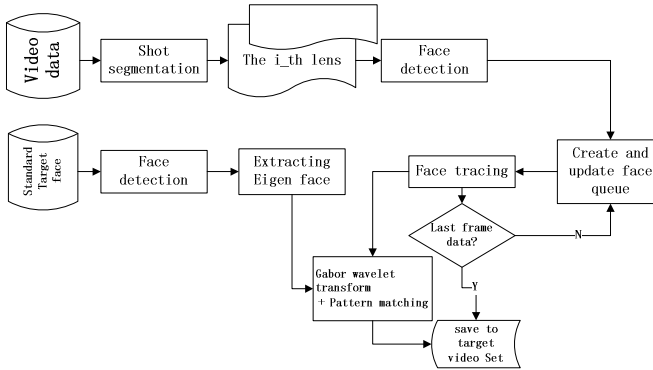 Video
data
Shot
segmentation
The i_th lens
Face
detection
Standard
Target
face
Face
detection
Extracting
Eigen face
Face tracing
Create and
update face
queue
Last frame
data?
N
Y
Gabor wavelet
transform
+ Pattern matching
save to
target
video Set